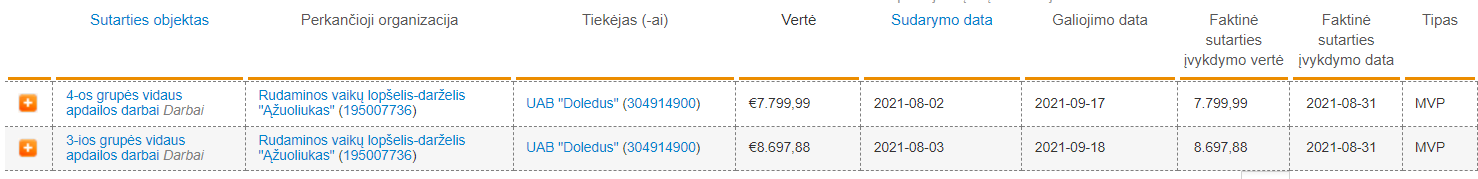 Sutarties objektas Perkančioji organizacija Tiekėjas (-ai) Vertė Sudarymo data Galiojimo data Faktinė sutarties įvykdymo vertė Faktinė sutarties įvykdymo data Tipas
4-os grupės vidaus apdailos darbai Darbai Rudaminos vaikų lopšelis-darželis "Ąžuoliukas" (195007736) UAB "Doledus" (304914900) €7.799,99 2021-08-02 2021-09-17 7.799,99 2021-08-31 MVP
3-ios grupės vidaus apdailos darbai Darbai Rudaminos vaikų lopšelis-darželis "Ąžuoliukas" (195007736) UAB "Doledus" (304914900) €8.697,88 2021-08-03 2021-09-18 8.697,88 2021-08-31 MVP